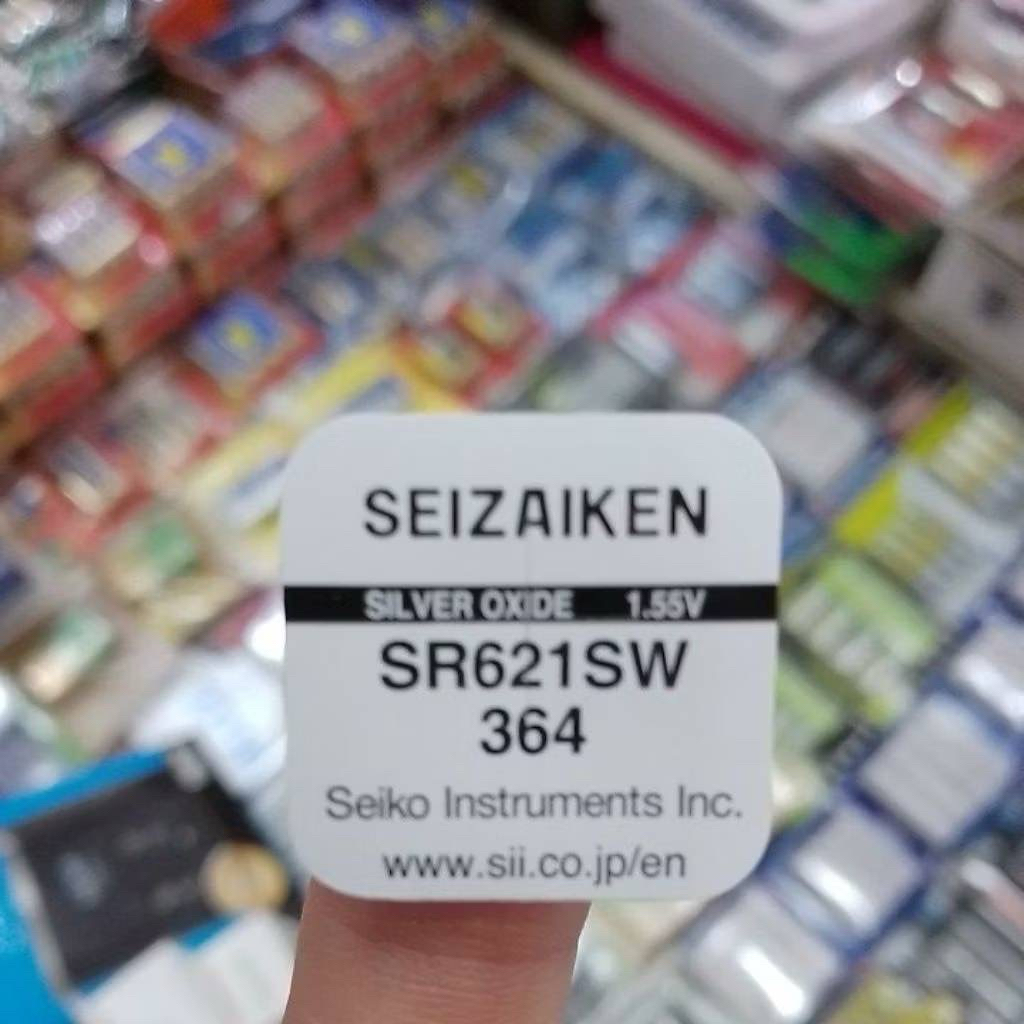 SEIZAIKEN
SILVER OXIDE 1.55V
SR621SW
364
Seiko Instruments Inc.
www.sii.co.jp/en